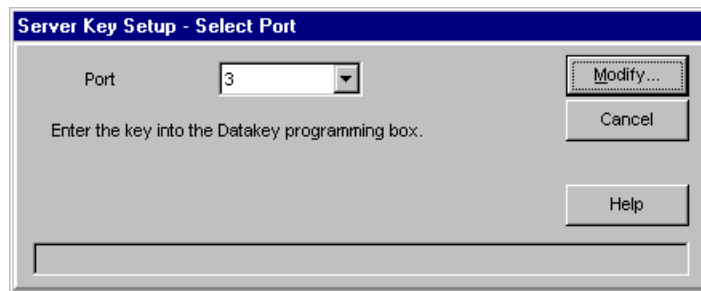 Server Key Setup - Select Port
Port 3 Modify...
Enter the key into the Datakey programming box. Cancel
Help